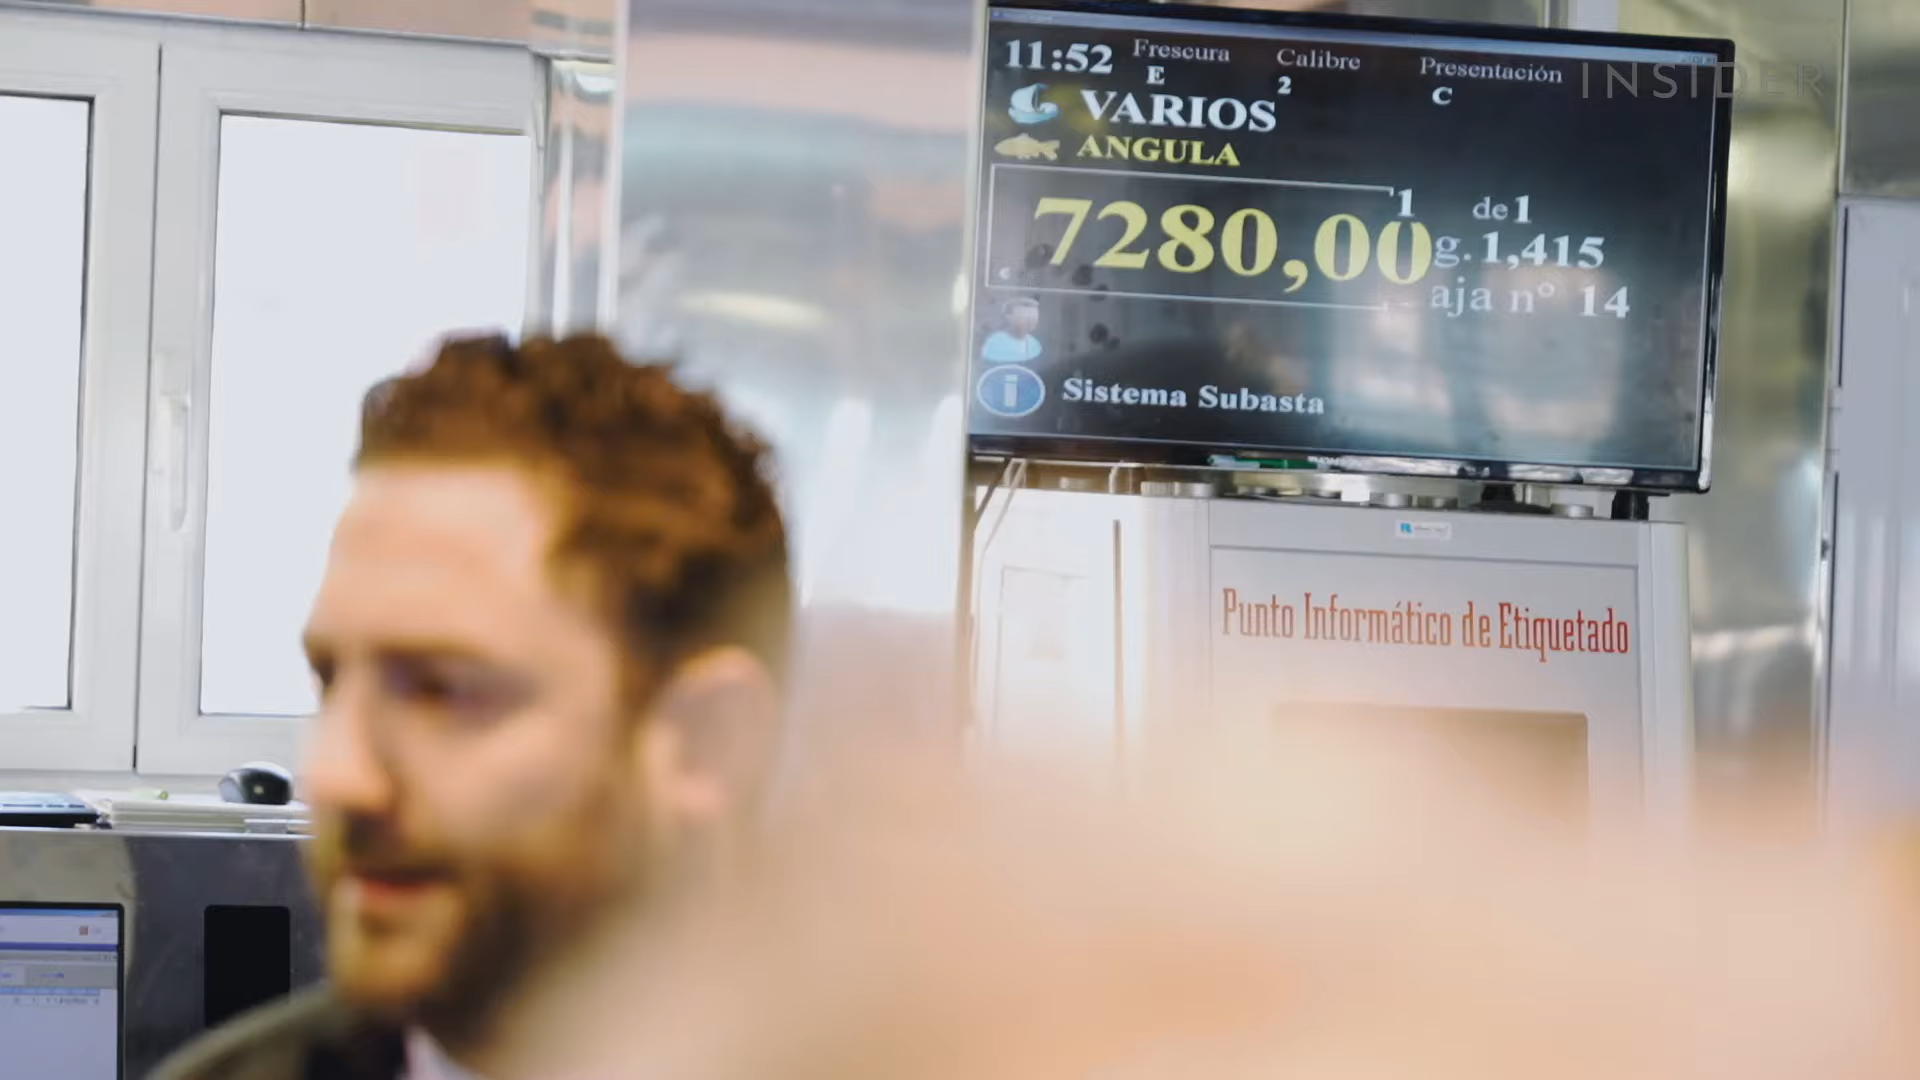 11:52 Frescura Calibre Presentación
E 2 C
VARIOS
ANGULA
7280,00
1 de 1
g. 1,415
aja nº 14
Sistema Subasta
Punto Informático de Etiquetado
INSIDER